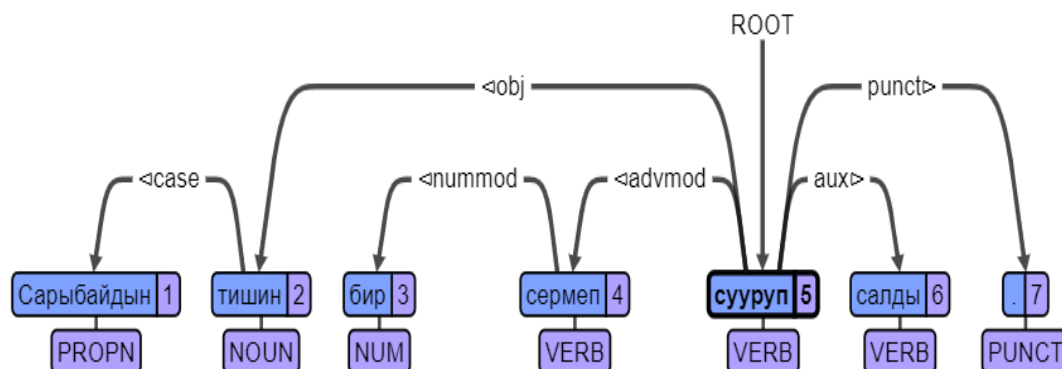 ROOT
<obj punct>
<case <nummod <advmod aux>
Сарыбайдын 1 тишин 2 бир 3 сермеп 4 сууруп 5 салды 6 . 7
PROPN NOUN NUM VERB VERB VERB PUNCT